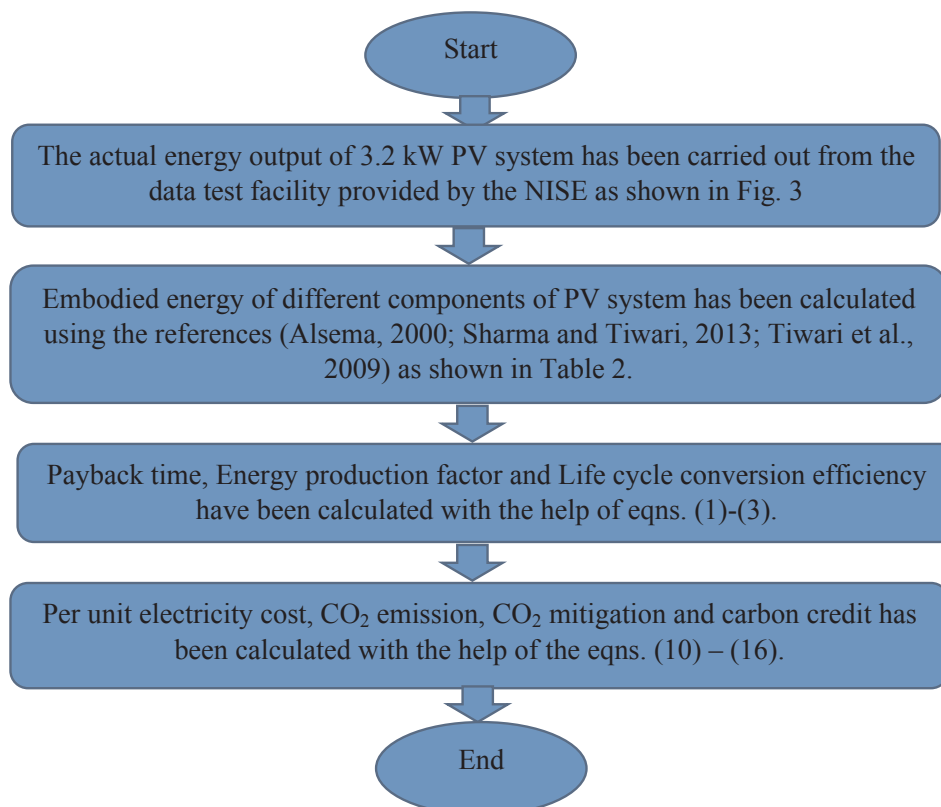 Start
The actual energy output of 3.2 kW PV system has been carried out from the
data test facility provided by the NISE as shown in Fig. 3
Embodied energy of different components of PV system has been calculated
using the references (Alsema, 2000; Sharma and Tiwari, 2013; Tiwari et al.,
2009) as shown in Table 2.
Payback time, Energy production factor and Life cycle conversion efficiency
have been calculated with the help of eqns. (1)-(3).
Per unit electricity cost, CO₂ emission, CO₂ mitigation and carbon credit has
been calculated with the help of the eqns. (10) – (16).
End